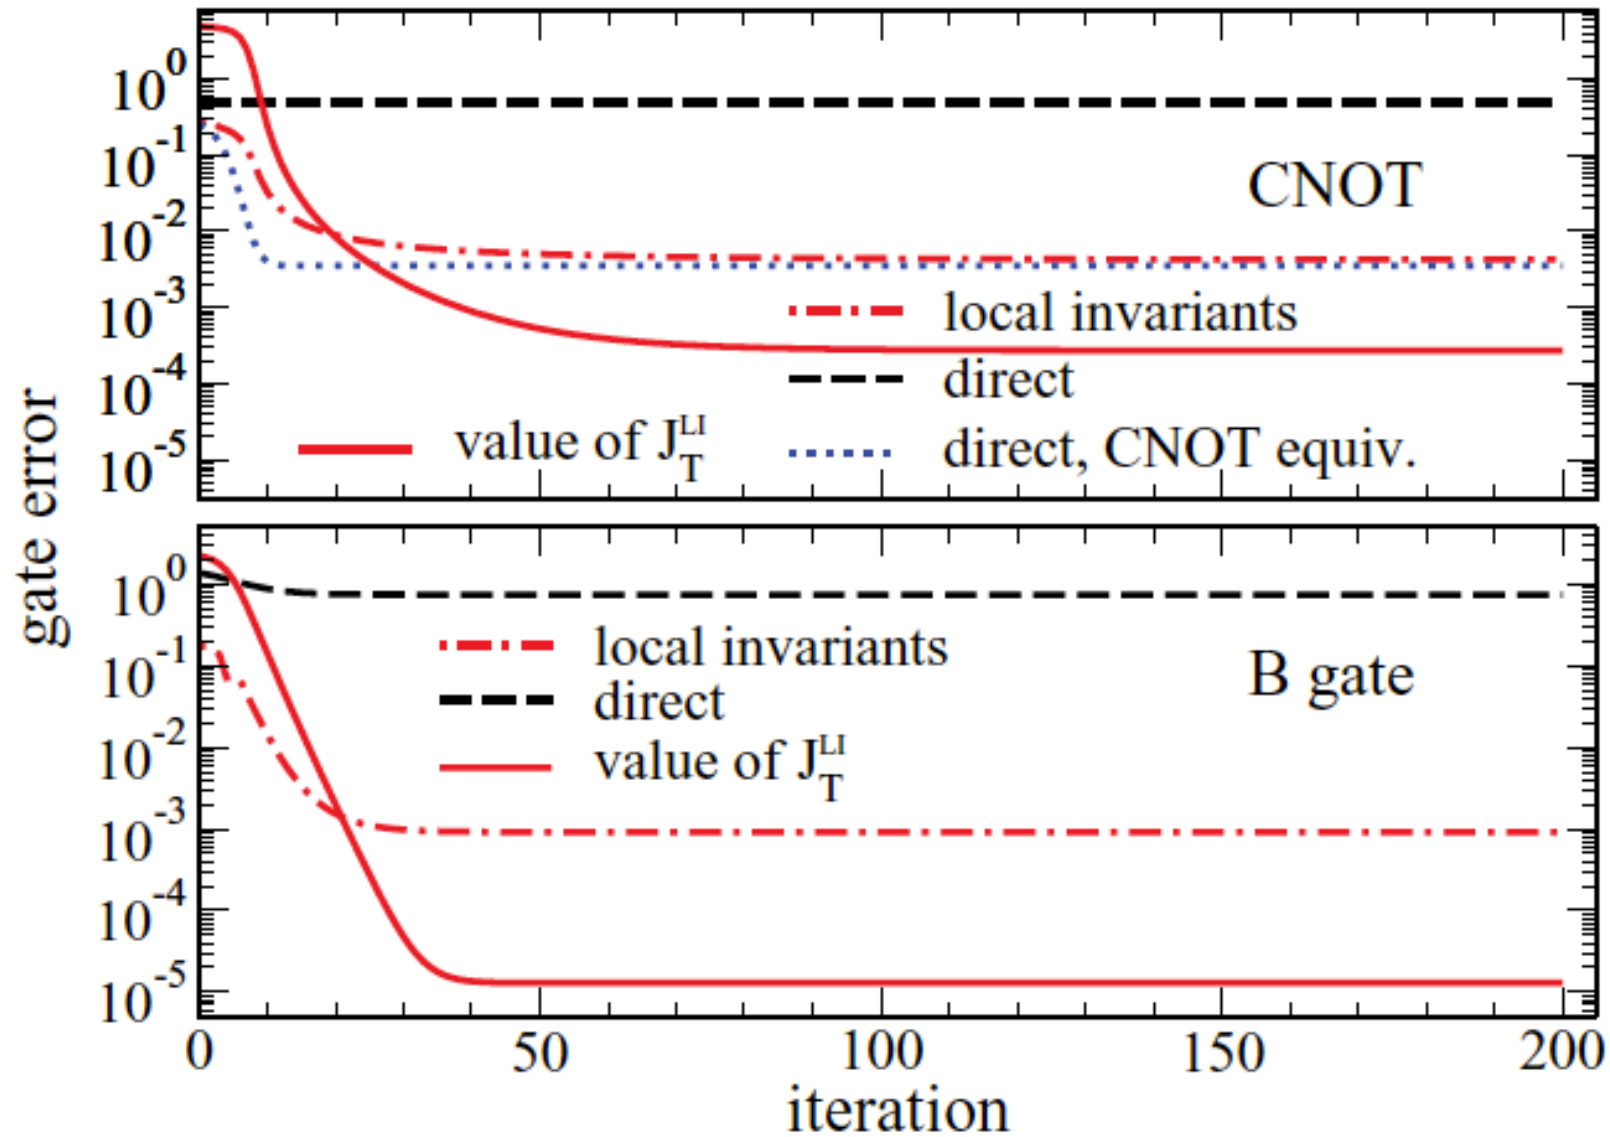 gate error
10^0
10^-1
10^-2
10^-3
10^-4
10^-5
CNOT
local invariants
direct
value of J_T^LI
direct, CNOT equiv.
10^0
10^-1
10^-2
10^-3
10^-4
10^-5
local invariants
direct
value of J_T^LI
B gate
0 50 100 150 200
iteration